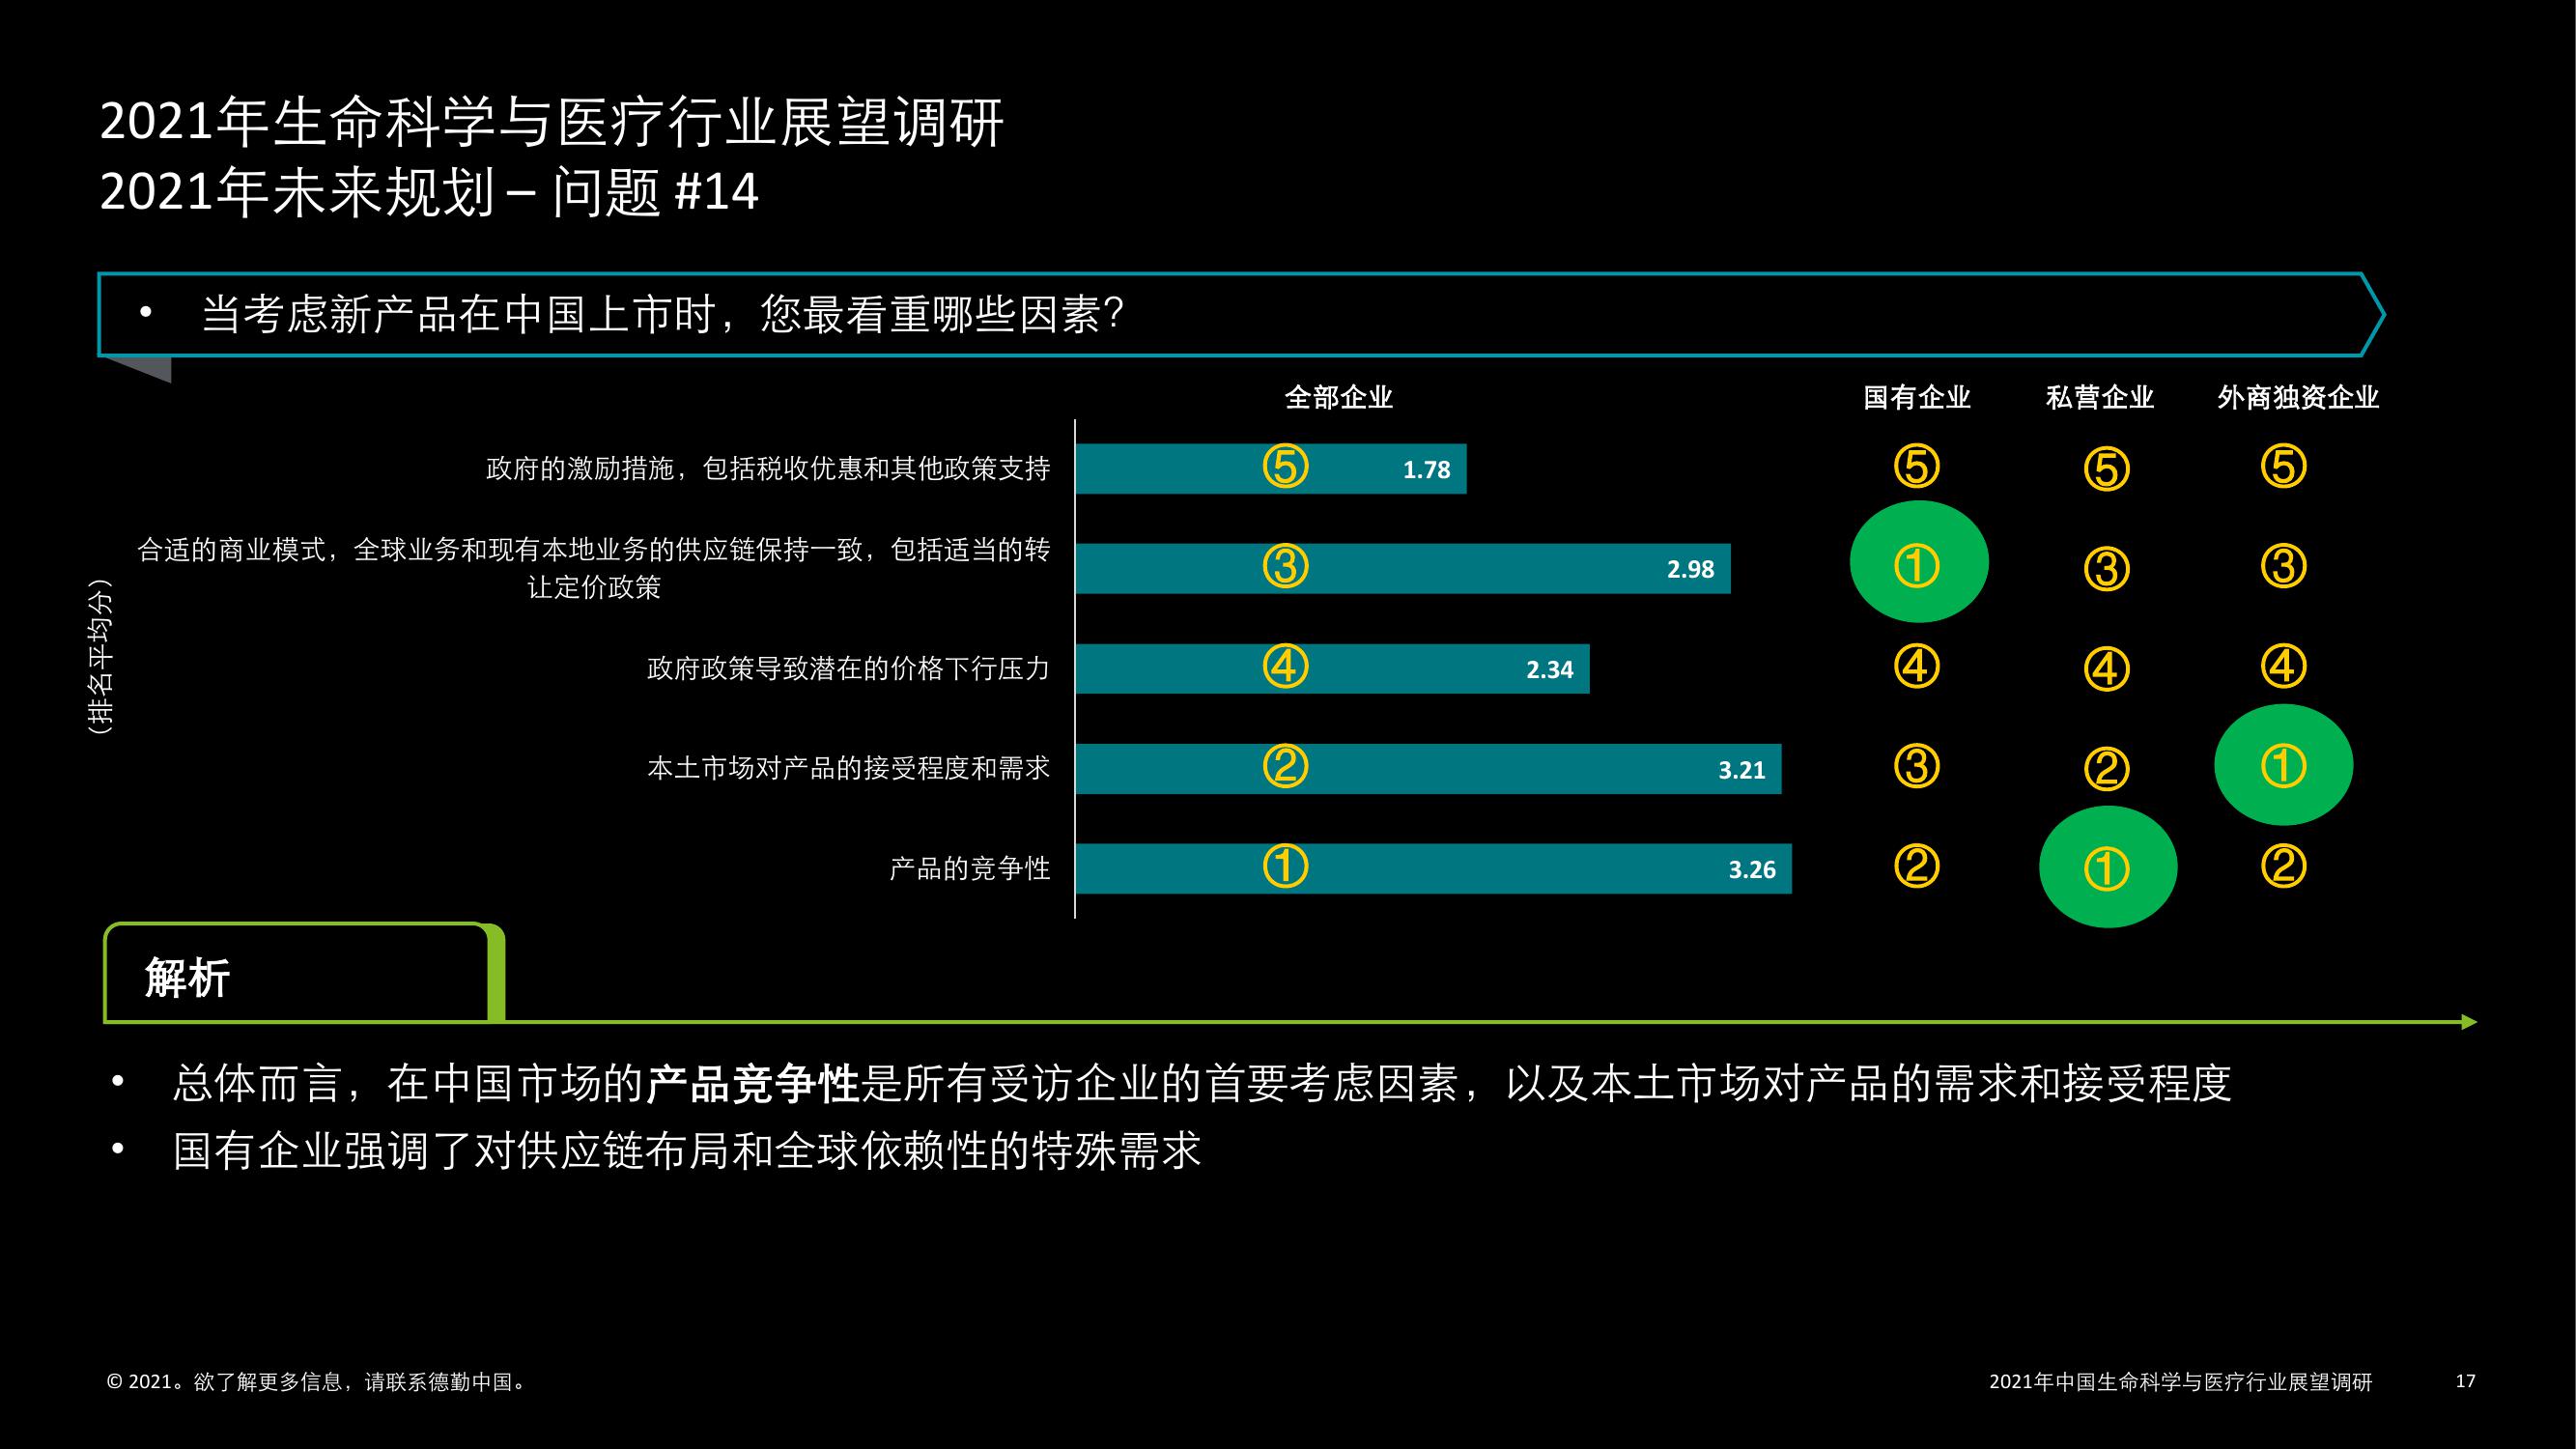 2021年生命科学与医疗行业展望调研
2021年未来规划 – 问题 #14
• 当考虑新产品在中国上市时，您最看重哪些因素？
全部企业 国有企业 私营企业 外商独资企业
（排名平均分）
政府的激励措施，包括税收优惠和其他政策支持 ⑤ 1.78 ⑤ ⑤ ⑤
合适的商业模式，全球业务和现有本地业务的供应链保持一致，包括适当的转
让定价政策 ③ 2.98 ① ③ ③
政府政策导致潜在的价格下行压力 ④ 2.34 ④ ④ ④
本土市场对产品的接受程度和需求 ② 3.21 ③ ② ①
产品的竞争性 ① 3.26 ② ① ②
解析
• 总体而言，在中国市场的产品竞争性是所有受访企业的首要考虑因素，以及本土市场对产品的需求和接受程度
• 国有企业强调了对供应链布局和全球依赖性的特殊需求
© 2021。欲了解更多信息，请联系德勤中国。
2021年中国生命科学与医疗行业展望调研 17